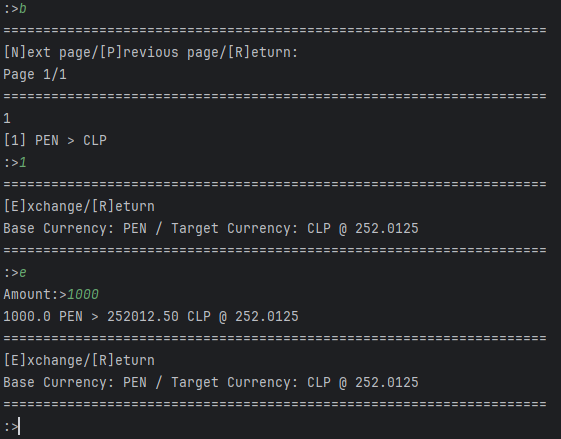 :>b
====================================================================
[N]ext page/[P]revious page/[R]eturn:
Page 1/1
====================================================================
1
[1] PEN > CLP
:>1
====================================================================
[E]xchange/[R]eturn
Base Currency: PEN / Target Currency: CLP @ 252.0125
====================================================================
:>e
Amount:>1000
1000.0 PEN > 252012.50 CLP @ 252.0125
====================================================================
[E]xchange/[R]eturn
Base Currency: PEN / Target Currency: CLP @ 252.0125
====================================================================
:>